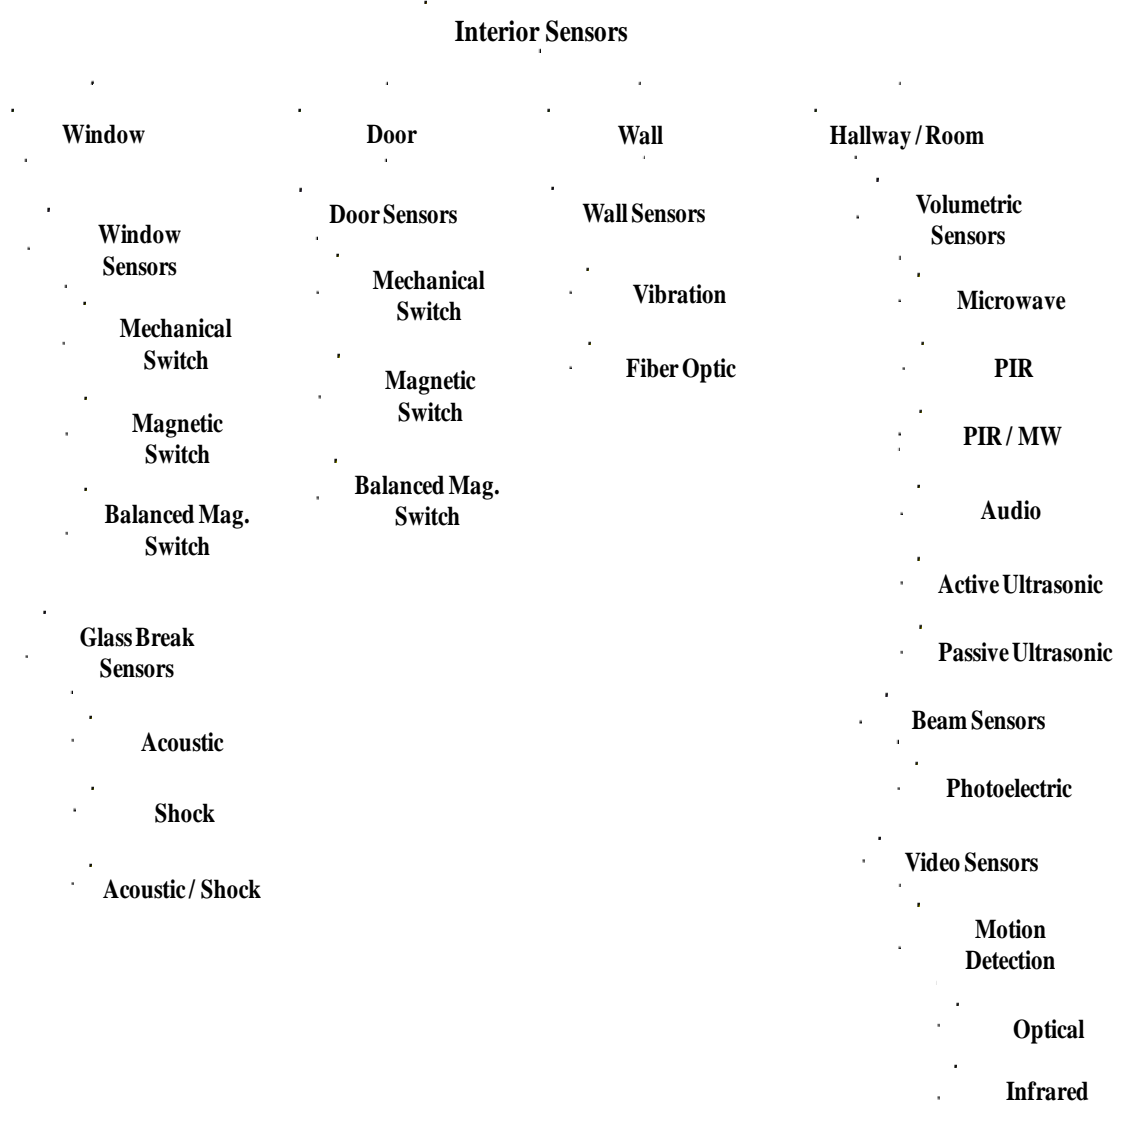 Interior Sensors
Window
Door
Wall
Hallway / Room
Window
Sensors
Mechanical
Switch
Magnetic
Switch
Balanced Mag.
Switch
Glass Break
Sensors
Acoustic
Shock
Acoustic / Shock
Door Sensors
Mechanical
Switch
Magnetic
Switch
Balanced Mag.
Switch
Wall Sensors
Vibration
Fiber Optic
Volumetric
Sensors
Microwave
PIR
PIR / MW
Audio
Active Ultrasonic
Passive Ultrasonic
Beam Sensors
Photoelectric
Video Sensors
Motion
Detection
Optical
Infrared